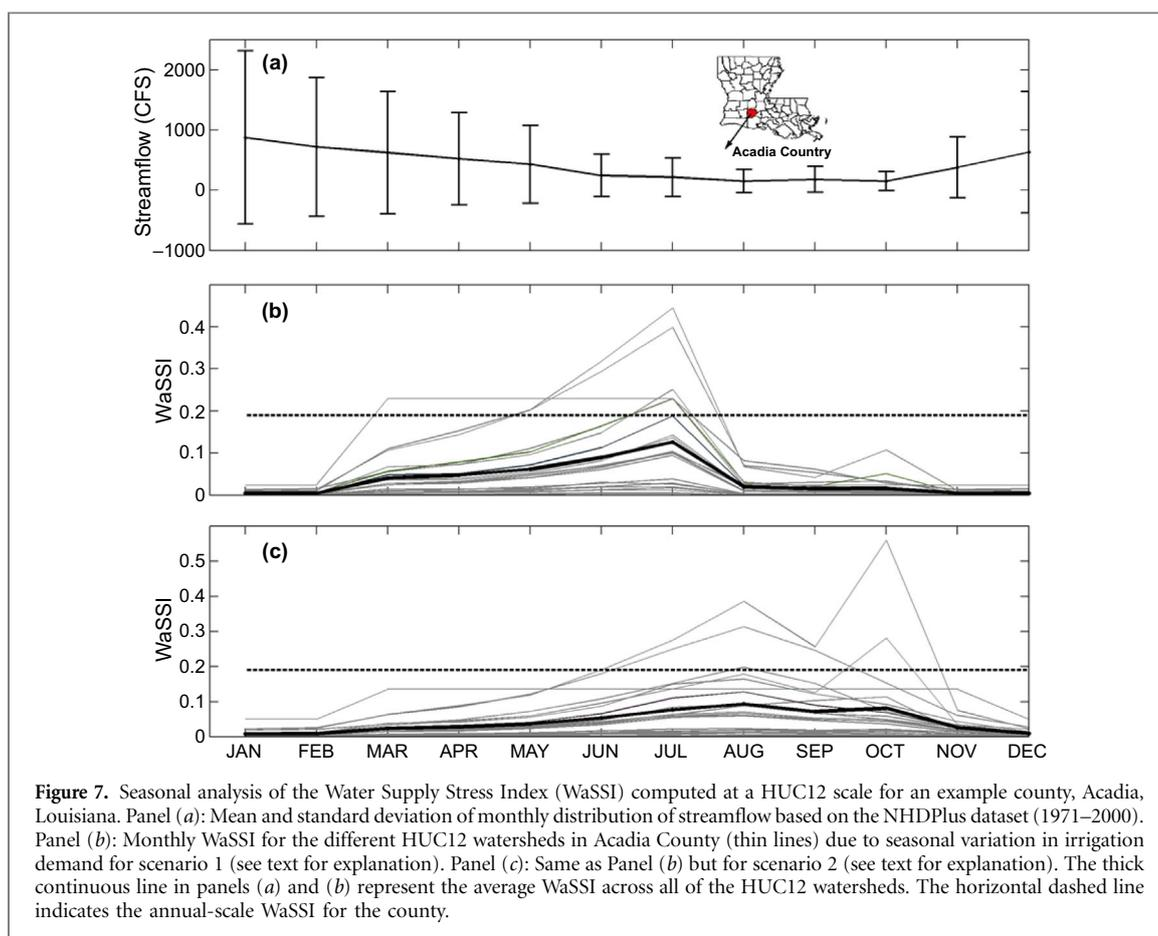 (a)
Streamflow (CFS)
2000
1000
0
−1000
Acadia Country
(b)
WaSSI
0.4
0.3
0.2
0.1
0
(c)
WaSSI
0.5
0.4
0.3
0.2
0.1
0
JAN FEB MAR APR MAY JUN JUL AUG SEP OCT NOV DEC
Figure 7. Seasonal analysis of the Water Supply Stress Index (WaSSI) computed at a HUC12 scale for an example county, Acadia,
Louisiana. Panel (a): Mean and standard deviation of monthly distribution of streamflow based on the NHDPlus dataset (1971–2000).
Panel (b): Monthly WaSSI for the different HUC12 watersheds in Acadia County (thin lines) due to seasonal variation in irrigation
demand for scenario 1 (see text for explanation). Panel (c): Same as Panel (b) but for scenario 2 (see text for explanation). The thick
continuous line in panels (a) and (b) represent the average WaSSI across all of the HUC12 watersheds. The horizontal dashed line
indicates the annual-scale WaSSI for the county.